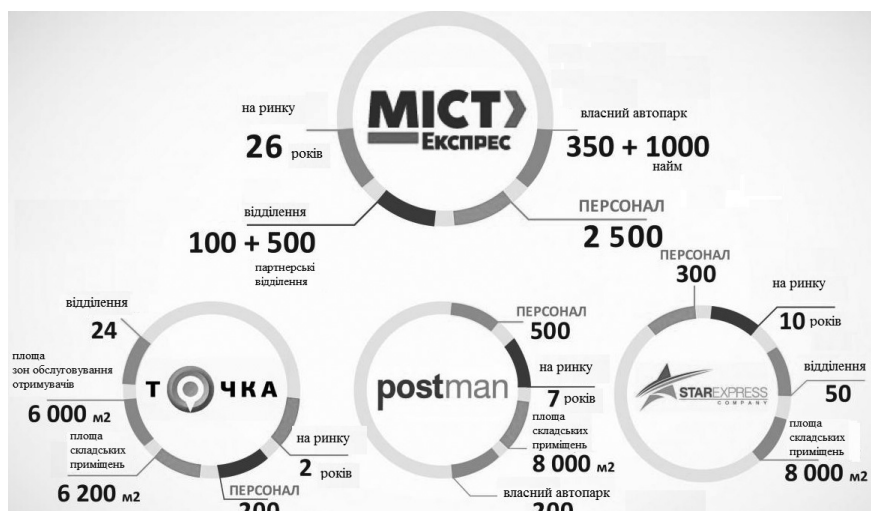 МІСТ
ЕКСПРЕС
на ринку
26 років
власний автопарк
350 + 1000
найм
відділення
100 + 500
партнерські
відділення
ПЕРСОНАЛ
2 500
відділення
24
площа
зон обслуговування
отримувачів
6 000 м2
площа
складських
приміщень
6 200 м2
ТОЧКА
на ринку
2 років
ПЕРСОНАЛ
200
postman
ПЕРСОНАЛ
500
на ринку
7 років
площа
складських
приміщень
8 000 м2
власний автопарк
200
ПЕРСОНАЛ
300
на ринку
10 років
STAREXPRESS
COMPANY
відділення
50
площа
складських
приміщень
8 000 м2